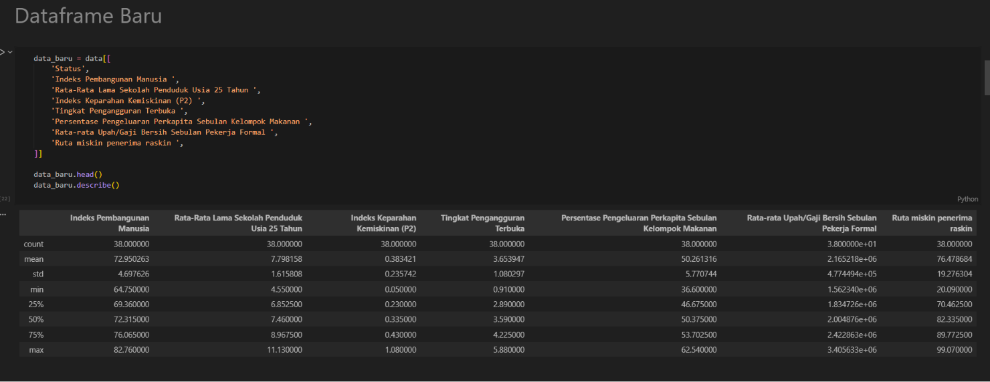 Dataframe Baru
data_baru = data[[
'Status',
'Indeks Pembangunan Manusia ',
'Rata-Rata Lama Sekolah Penduduk Usia 25 Tahun ',
'Indeks Keparahan Kemiskinan (P2) ',
'Tingkat Pengangguran Terbuka ',
'Persentase Pengeluaran Perkapita Sebulan Kelompok Makanan ',
'Rata-rata Upah/Gaji Bersih Sebulan Pekerja Formal ',
'Ruta miskin penerima raskin ',
]]
data_baru.head()
data_baru.describe()
Python
Indeks Pembangunan Rata-Rata Lama Sekolah Penduduk Indeks Keparahan Tingkat Pengangguran Persentase Pengeluaran Perkapita Sebulan Rata-rata Upah/Gaji Bersih Sebulan Ruta miskin penerima
Manusia Usia 25 Tahun Kemiskinan (P2) Terbuka Kelompok Makanan Pekerja Formal raskin
count 38.000000 38.000000 38.000000 38.000000 38.000000 3.800000e+01 38.000000
mean 72.950263 7.798158 0.383421 3.653947 50.261316 2.165218e+06 76.478684
std 4.697626 1.615808 0.235742 1.080297 5.770744 4.774494e+05 19.276304
min 64.750000 4.550000 0.050000 0.910000 36.600000 1.562340e+06 20.090000
25% 69.360000 6.852500 0.230000 2.890000 46.675000 1.834726e+06 70.462500
50% 72.315000 7.460000 0.335000 3.590000 50.375000 2.004876e+06 82.335000
75% 76.065000 8.967500 0.430000 4.225000 53.702500 2.422863e+06 89.772500
max 82.760000 11.130000 1.080000 5.880000 62.540000 3.405633e+06 99.070000